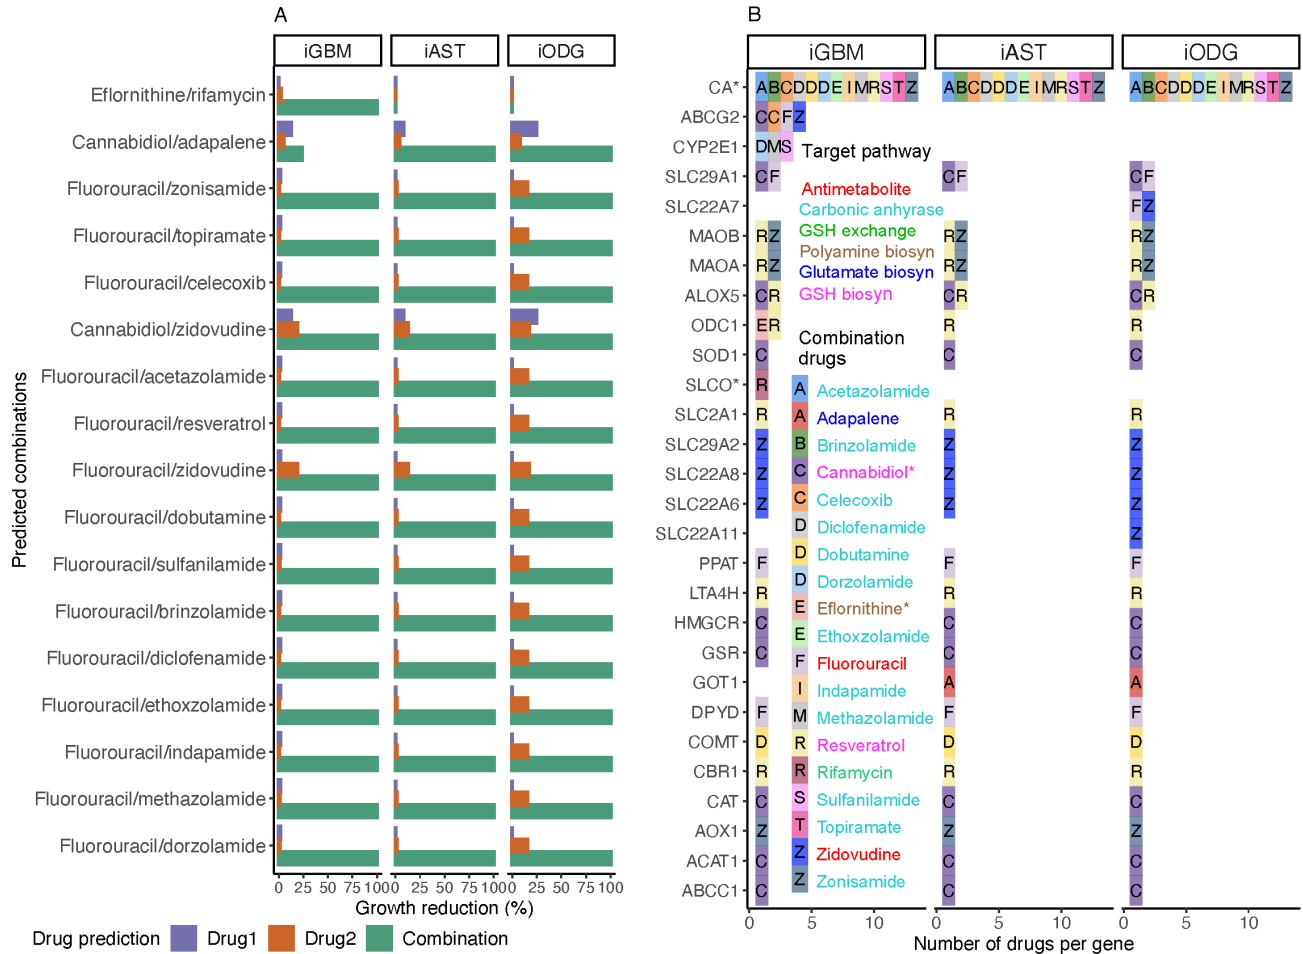 A
iGBM
iAST
iODG
Predicted combinations
Eflornithine/rifamycin
Cannabidiol/adapalene
Fluorouracil/zonisamide
Fluorouracil/topiramate
Fluorouracil/celecoxib
Cannabidiol/zidovudine
Fluorouracil/acetazolamide
Fluorouracil/resveratrol
Fluorouracil/zidovudine
Fluorouracil/dobutamine
Fluorouracil/sulfanilamide
Fluorouracil/brinzolamide
Fluorouracil/diclofenamide
Fluorouracil/ethoxzolamide
Fluorouracil/indapamide
Fluorouracil/methazolamide
Fluorouracil/dorzolamide
0 25 50 75 100 0 25 50 75 100 0 25 50 75 100
Growth reduction (%)
Drug prediction Drug1 Drug2 Combination
B
iGBM
iAST
iODG
CA* ABCDDDEIMRSTZ ABCDDDEIMRSTZ ABCDDDEIMRSTZ
ABCG2 CCFZ
CYP2E1 DMS
SLC29A1 CF CF CF
SLC22A7 FZ
MAOB RZ RZ RZ
MAOA RZ RZ RZ
ALOX5 CR CR CR
ODC1 ER R R
SOD1 C C C
SLCO* R
SLC2A1 R R R
SLC29A2 Z Z Z
SLC22A8 Z Z Z
SLC22A6 Z Z Z
SLC22A11 Z
PPAT F F F
LTA4H R R R
HMGCR C C C
GSR C C C
GOT1 A A
DPYD F F F
COMT D D D
CBR1 R R R
CAT C C C
AOX1 Z Z Z
ACAT1 C C C
ABCC1 C C C
Target pathway
Antimetabolite
Carbonic anhyrase
GSH exchange
Polyamine biosyn
Glutamate biosyn
GSH biosyn
Combination
drugs
A Acetazolamide
A Adapalene
B Brinzolamide
C Cannabidiol*
C Celecoxib
D Diclofenamide
D Dobutamine
D Dorzolamide
E Eflornithine*
E Ethoxzolamide
F Fluorouracil
I Indapamide
M Methazolamide
R Resveratrol
R Rifamycin
S Sulfanilamide
T Topiramate
Z Zidovudine
Z Zonisamide
0 5 10 0 5 10 0 5 10
Number of drugs per gene